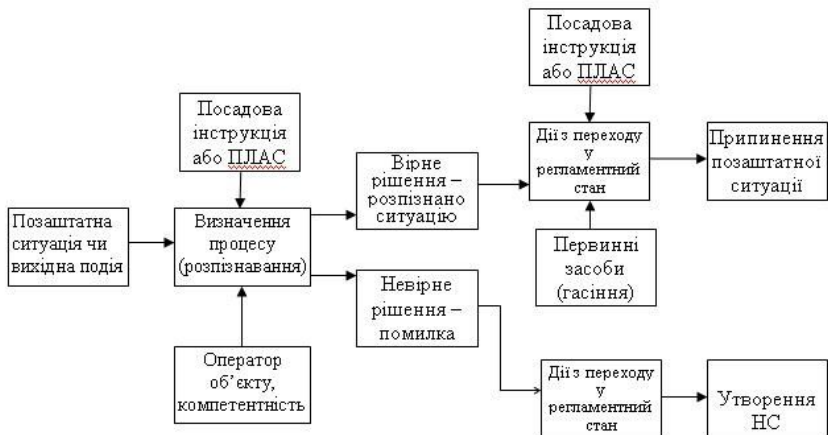 Посадова
інструкція
або ПЛАС
Посадова
інструкція
або ПЛАС
Позаштатна
ситуація чи
вихідна подія
Визначення
процесу
(розпізнавання)
Оператор
об’єкту,
компетентність
Вірне
рішення –
розпізнано
ситуацію
Невірне
рішення –
помилка
Дії з переходу
у
регламентний
стан
Первинні
засоби
(гасіння)
Припинення
позаштатної
ситуації
Дії з переходу
у
регламентний
стан
Утворення
НС